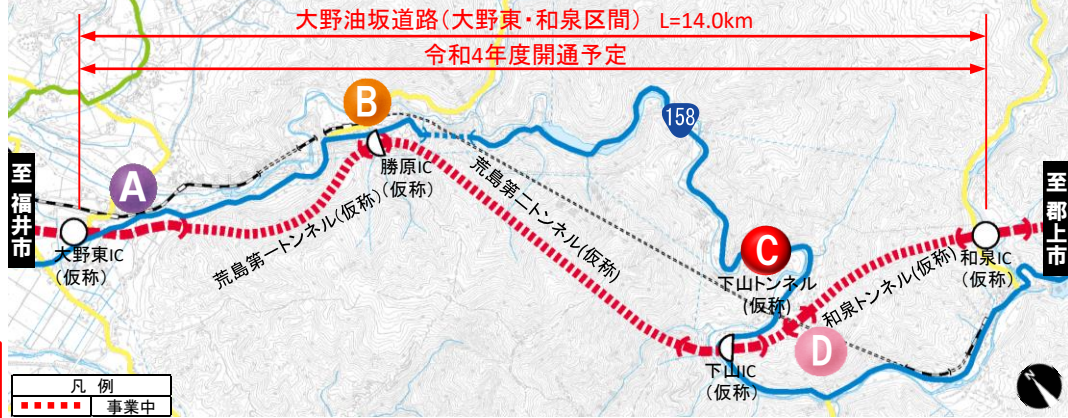 大野油坂道路(大野東・和泉区間) L=14.0km
令和4年度開通予定
B
158
至 福井市
A
勝原IC
(仮称)
荒島第二トンネル(仮称)
至 郡上市
大野東IC
(仮称)
荒島第一トンネル(仮称)
C
下山トンネル
(仮称)
和泉トンネル(仮称)
和泉IC
(仮称)
D
下山IC
(仮称)
凡 例
事業中
N